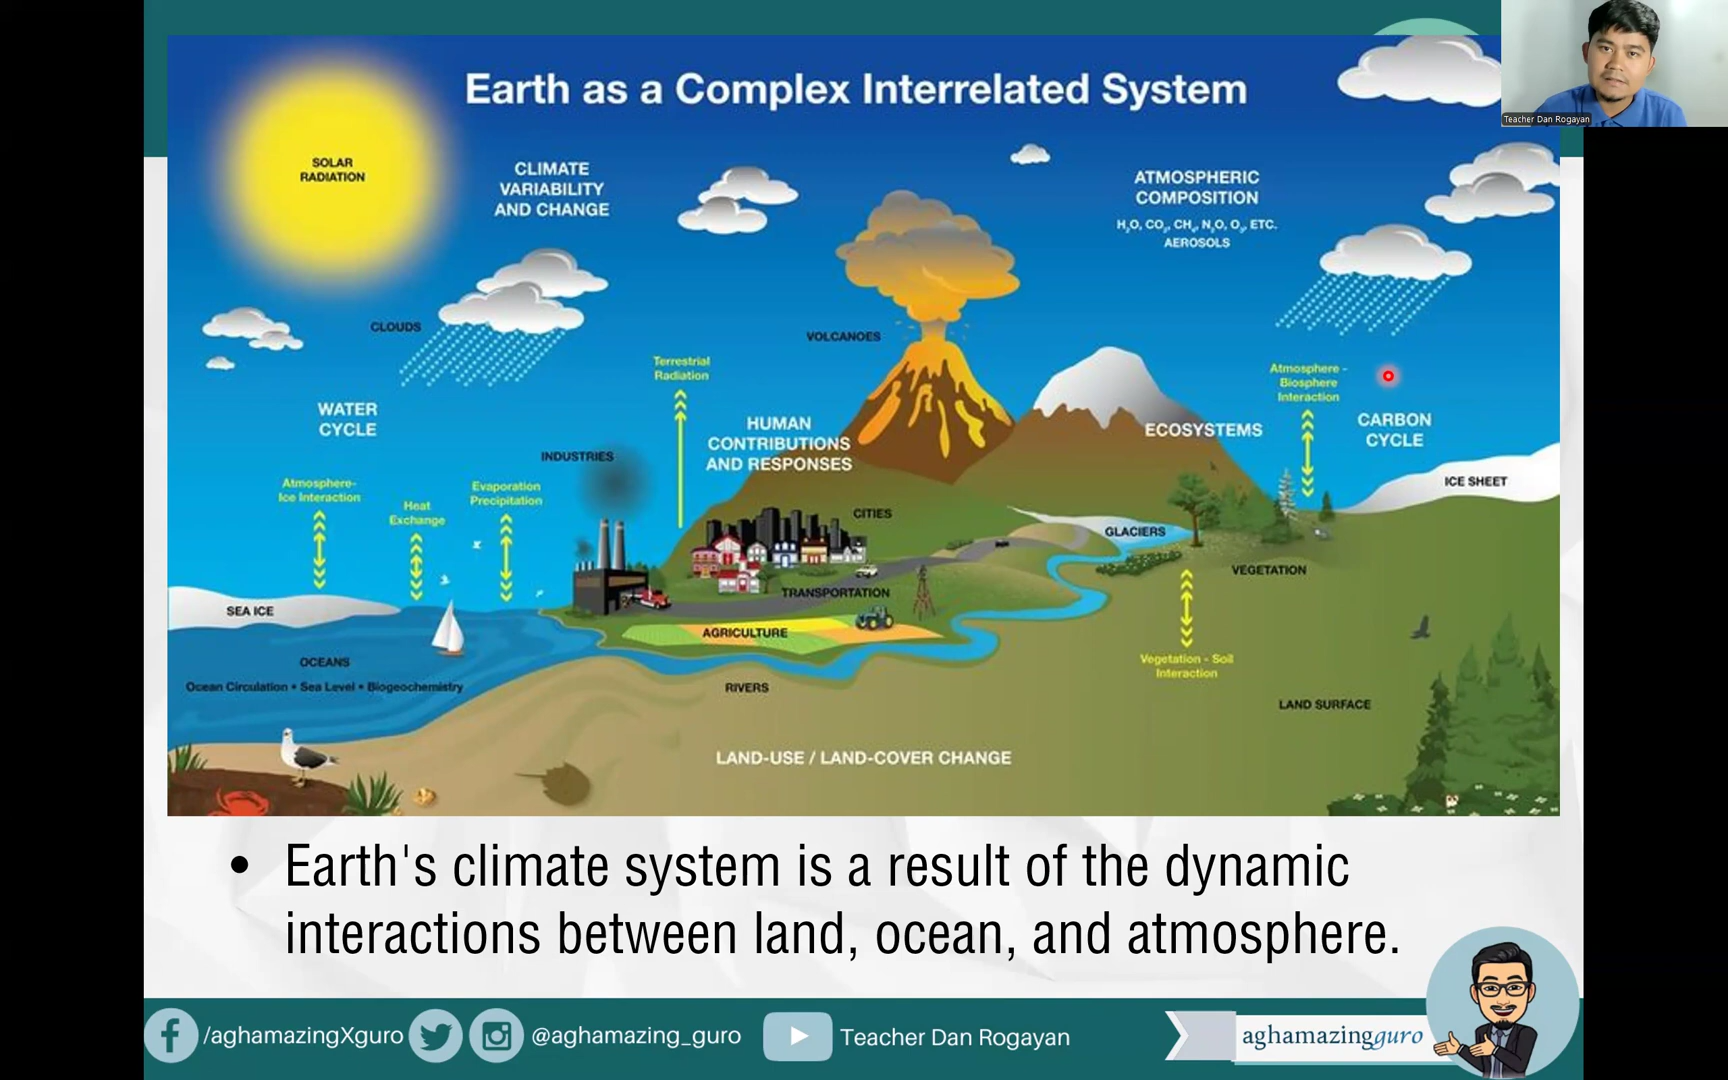 Earth as a Complex Interrelated System
Teacher Dan Rogayan
SOLAR
RADIATION
CLIMATE
VARIABILITY
AND CHANGE
ATMOSPHERIC
COMPOSITION
H₂O, CO₂, CH₄, N₂O, O₃, ETC.
AEROSOLS
CLOUDS
VOLCANOES
Terrestrial
Radiation
Atmosphere -
Biosphere
Interaction
WATER
CYCLE
HUMAN
CONTRIBUTIONS
AND RESPONSES
ECOSYSTEMS
CARBON
CYCLE
INDUSTRIES
Atmosphere-
Ice Interaction
Heat
Exchange
Evaporation
Precipitation
ICE SHEET
CITIES
GLACIERS
VEGETATION
TRANSPORTATION
SEA ICE
AGRICULTURE
OCEANS
Ocean Circulation • Sea Level • Biogeochemistry
RIVERS
Vegetation - Soil
Interaction
LAND SURFACE
LAND-USE / LAND-COVER CHANGE
• Earth's climate system is a result of the dynamic
interactions between land, ocean, and atmosphere.
/aghamazingXguro
@aghamazing_guro
Teacher Dan Rogayan
aghamazingguro